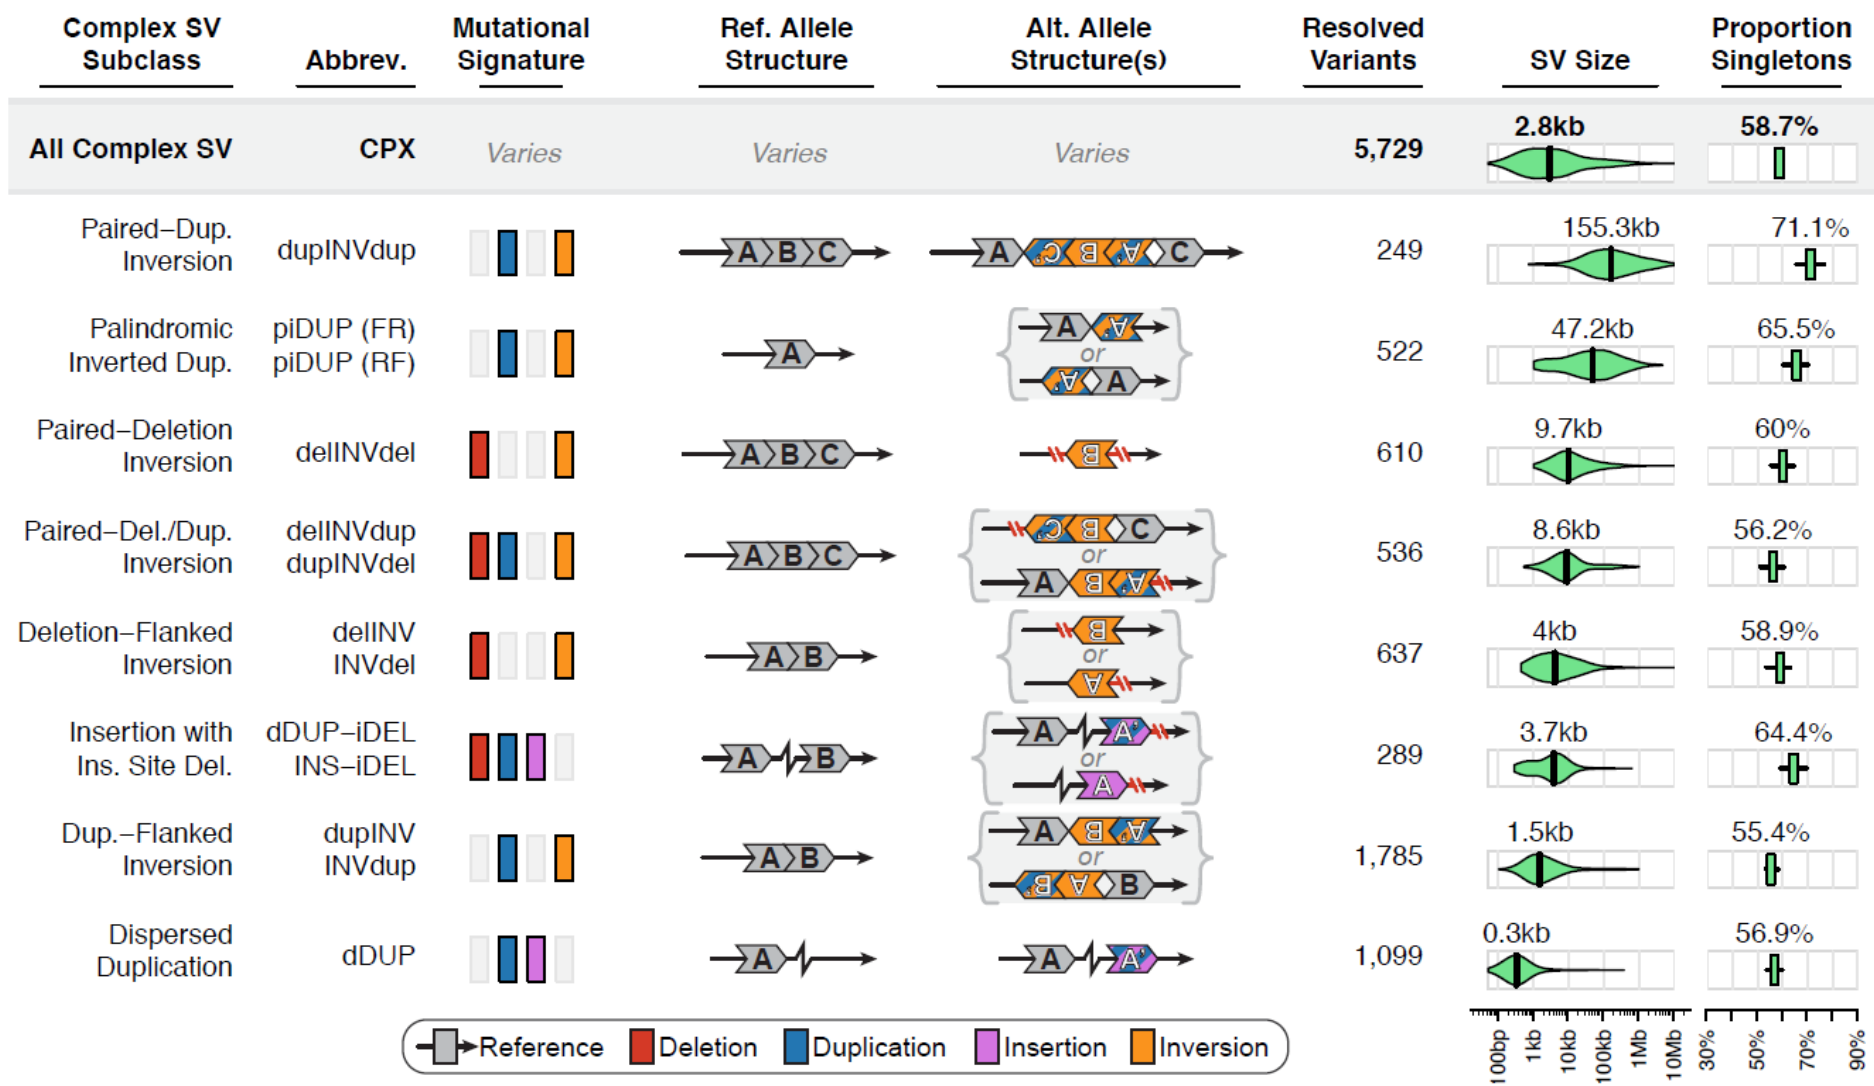 Complex SV Subclass
Abbrev.
Mutational Signature
Ref. Allele Structure
Alt. Allele Structure(s)
Resolved Variants
SV Size
Proportion Singletons
All Complex SV
CPX
Varies
Varies
Varies
5,729
2.8kb
58.7%
Paired–Dup. Inversion
dupINVdup
A B C
A C' B A' C
249
155.3kb
71.1%
Palindromic Inverted Dup.
piDUP (FR)
piDUP (RF)
A
A A'
or
A' A
522
47.2kb
65.5%
Paired–Deletion Inversion
delINVdel
A B C
B
610
9.7kb
60%
Paired–Del./Dup. Inversion
delINVdup
dupINVdel
A B C
C' B C
or
A B A'
536
8.6kb
56.2%
Deletion–Flanked Inversion
delINV
INVdel
A B
B
or
A
637
4kb
58.9%
Insertion with Ins. Site Del.
dDUP–iDEL
INS–iDEL
A B
A A'
or
A
289
3.7kb
64.4%
Dup.–Flanked Inversion
dupINV
INVdup
A B
A B A'
or
B' A B
1,785
1.5kb
55.4%
Dispersed Duplication
dDUP
A
A A'
1,099
0.3kb
56.9%
100bp
1kb
10kb
100kb
1Mb
10Mb
30%
50%
70%
90%
Reference
Deletion
Duplication
Insertion
Inversion